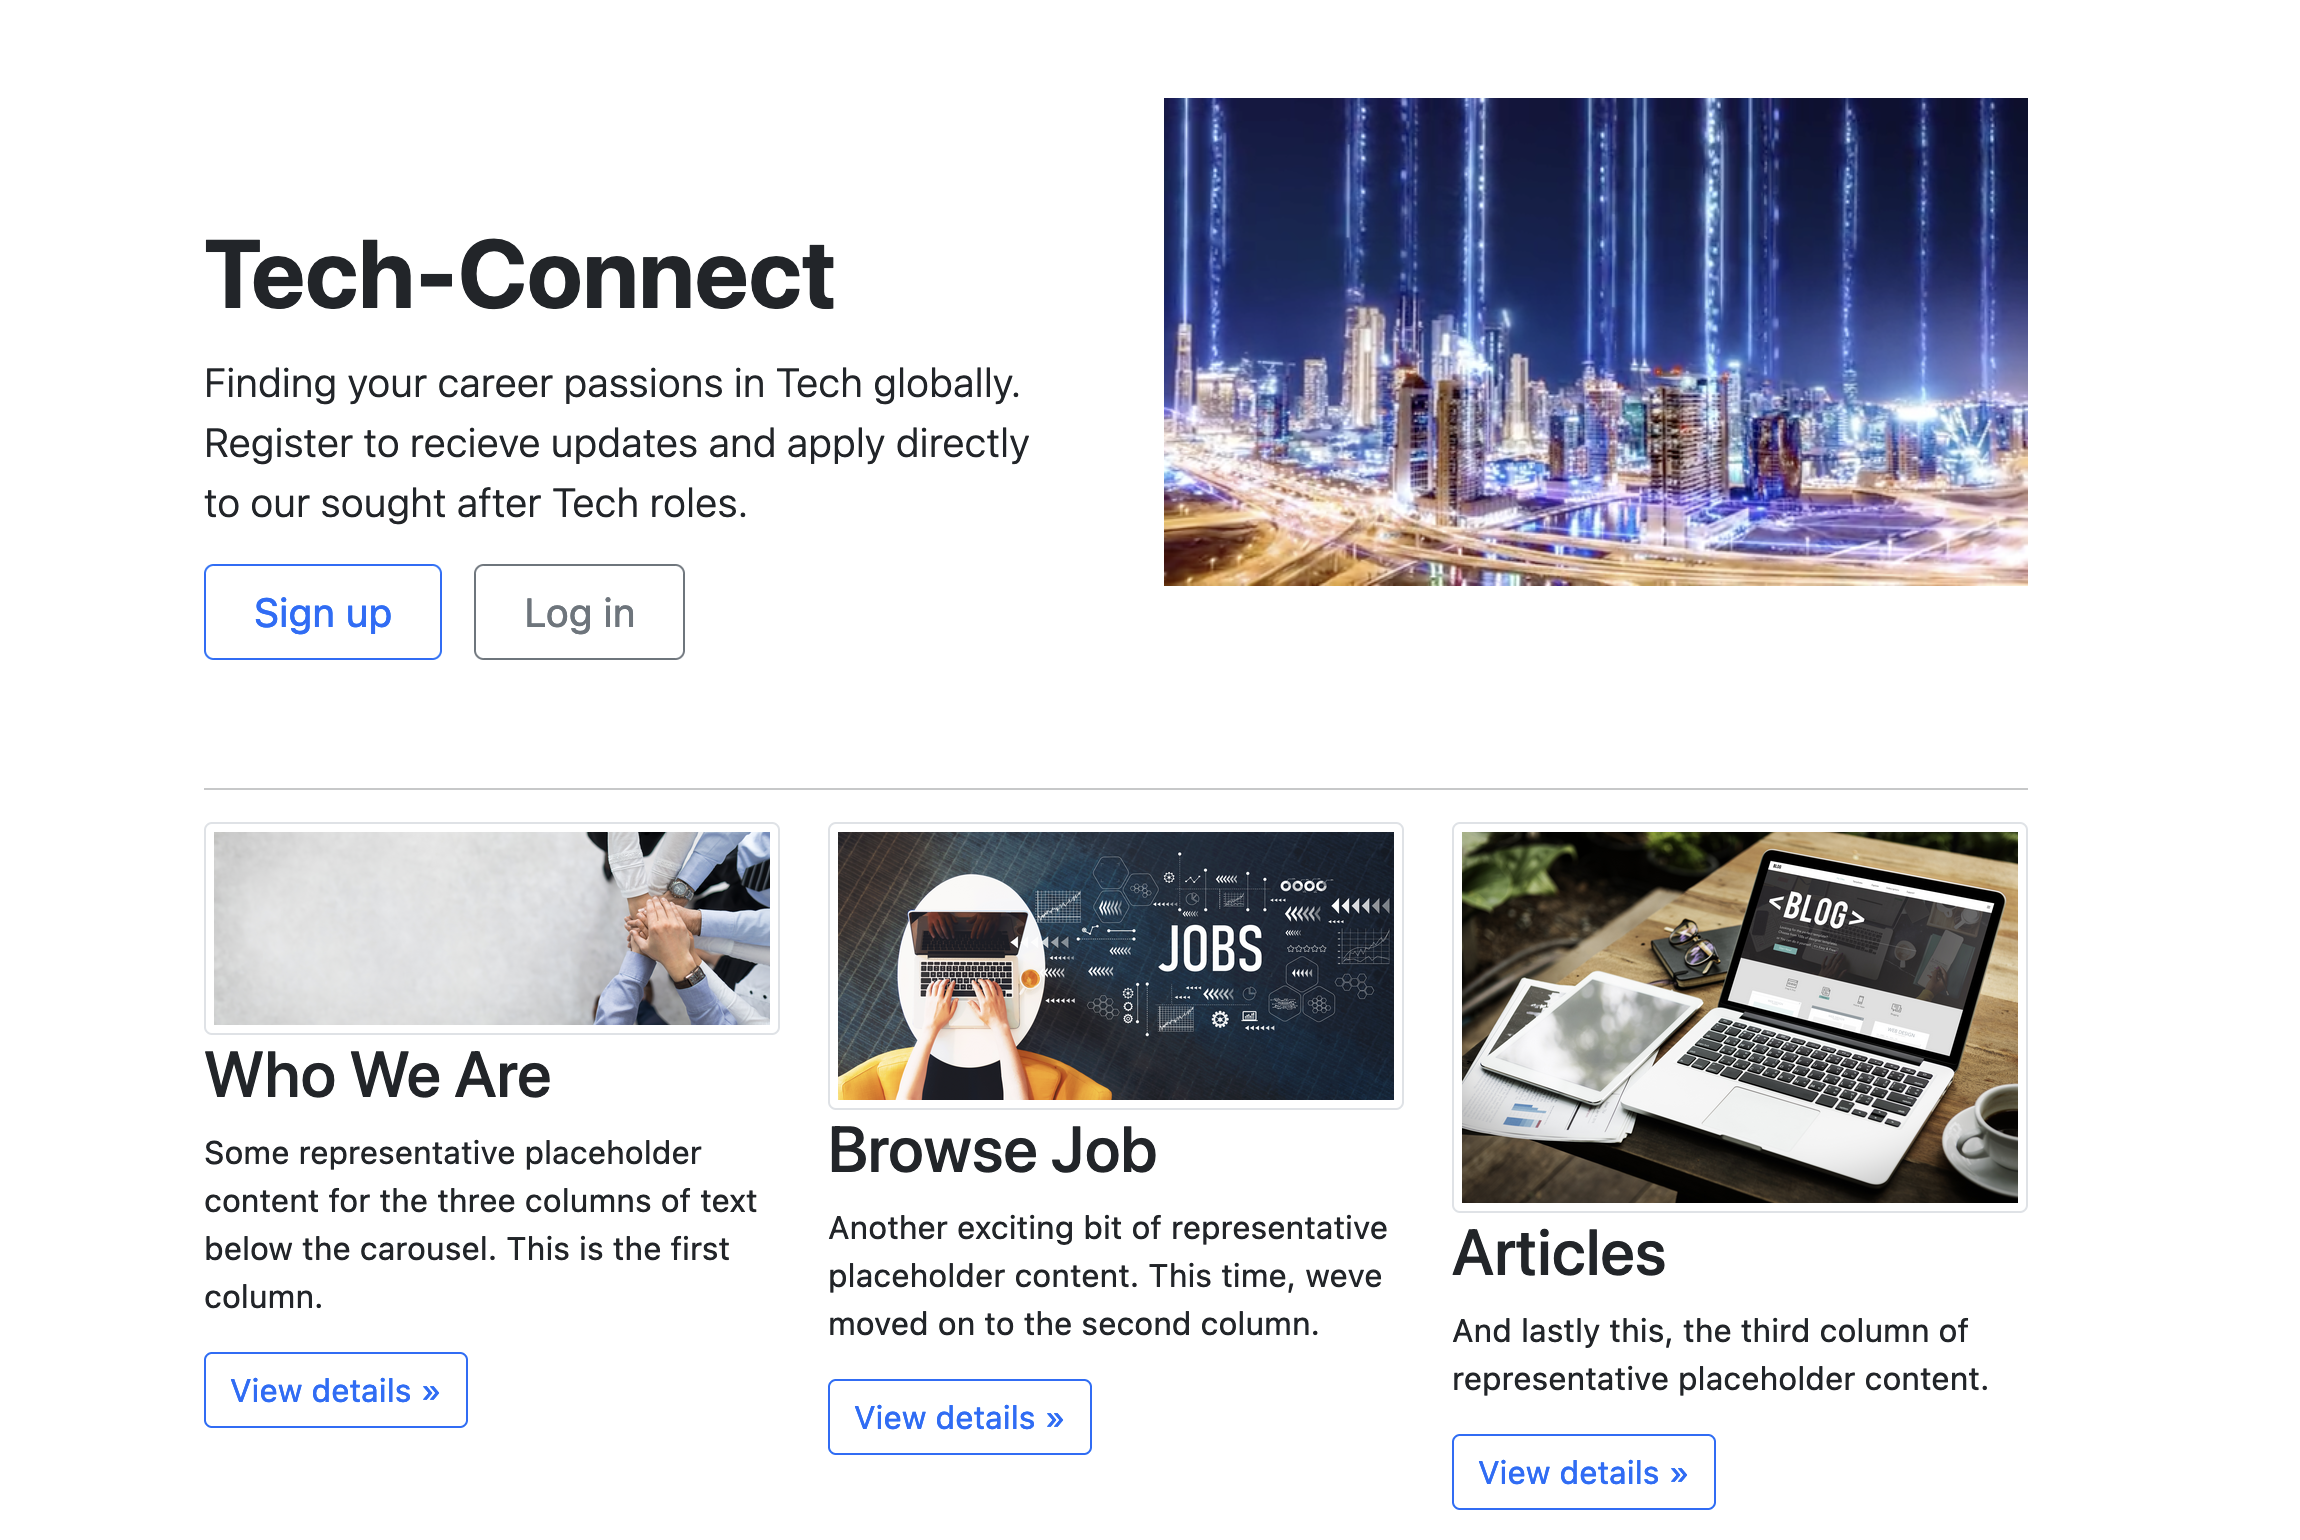 Tech-Connect
Finding your career passions in Tech globally.
Register to recieve updates and apply directly
to our sought after Tech roles.
Sign up
Log in
Who We Are
Some representative placeholder
content for the three columns of text
below the carousel. This is the first
column.
View details »
JOBS
Browse Job
Another exciting bit of representative
placeholder content. This time, weve
moved on to the second column.
View details »
<BLOG>
Articles
And lastly this, the third column of
representative placeholder content.
View details »